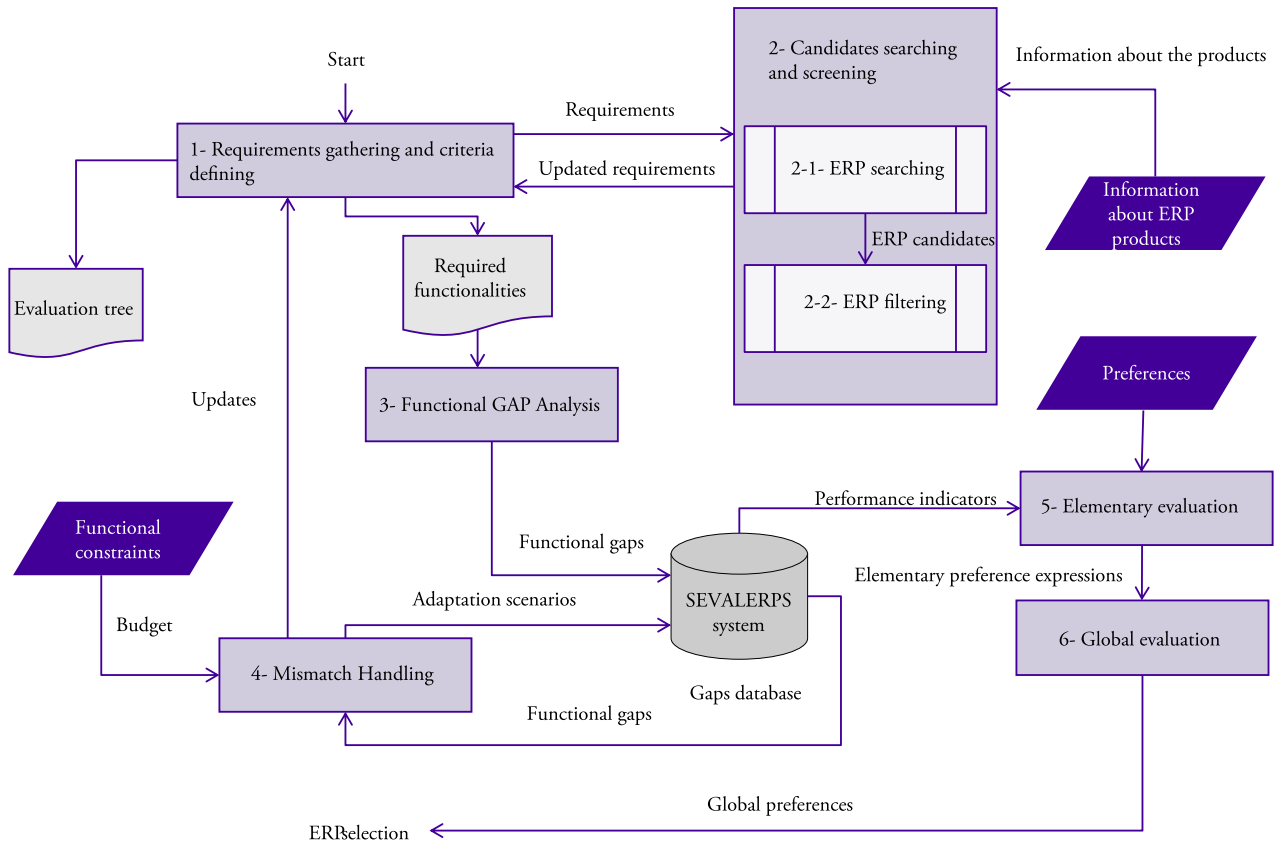 Start
2- Candidates searching
and screening
Information about the products
Requirements
1- Requirements gathering and criteria
defining
Updated requirements
2-1- ERP searching
Information
about ERP
products
ERP candidates
Required
functionalities
2-2- ERP filtering
Evaluation tree
Preferences
Updates
3- Functional GAP Analysis
Performance indicators
5- Elementary evaluation
Functional
constraints
Functional gaps
Elementary preference expressions
Adaptation scenarios
SEVALERPS
system
Budget
6- Global evaluation
4- Mismatch Handling
Gaps database
Functional gaps
Global preferences
ERPselection